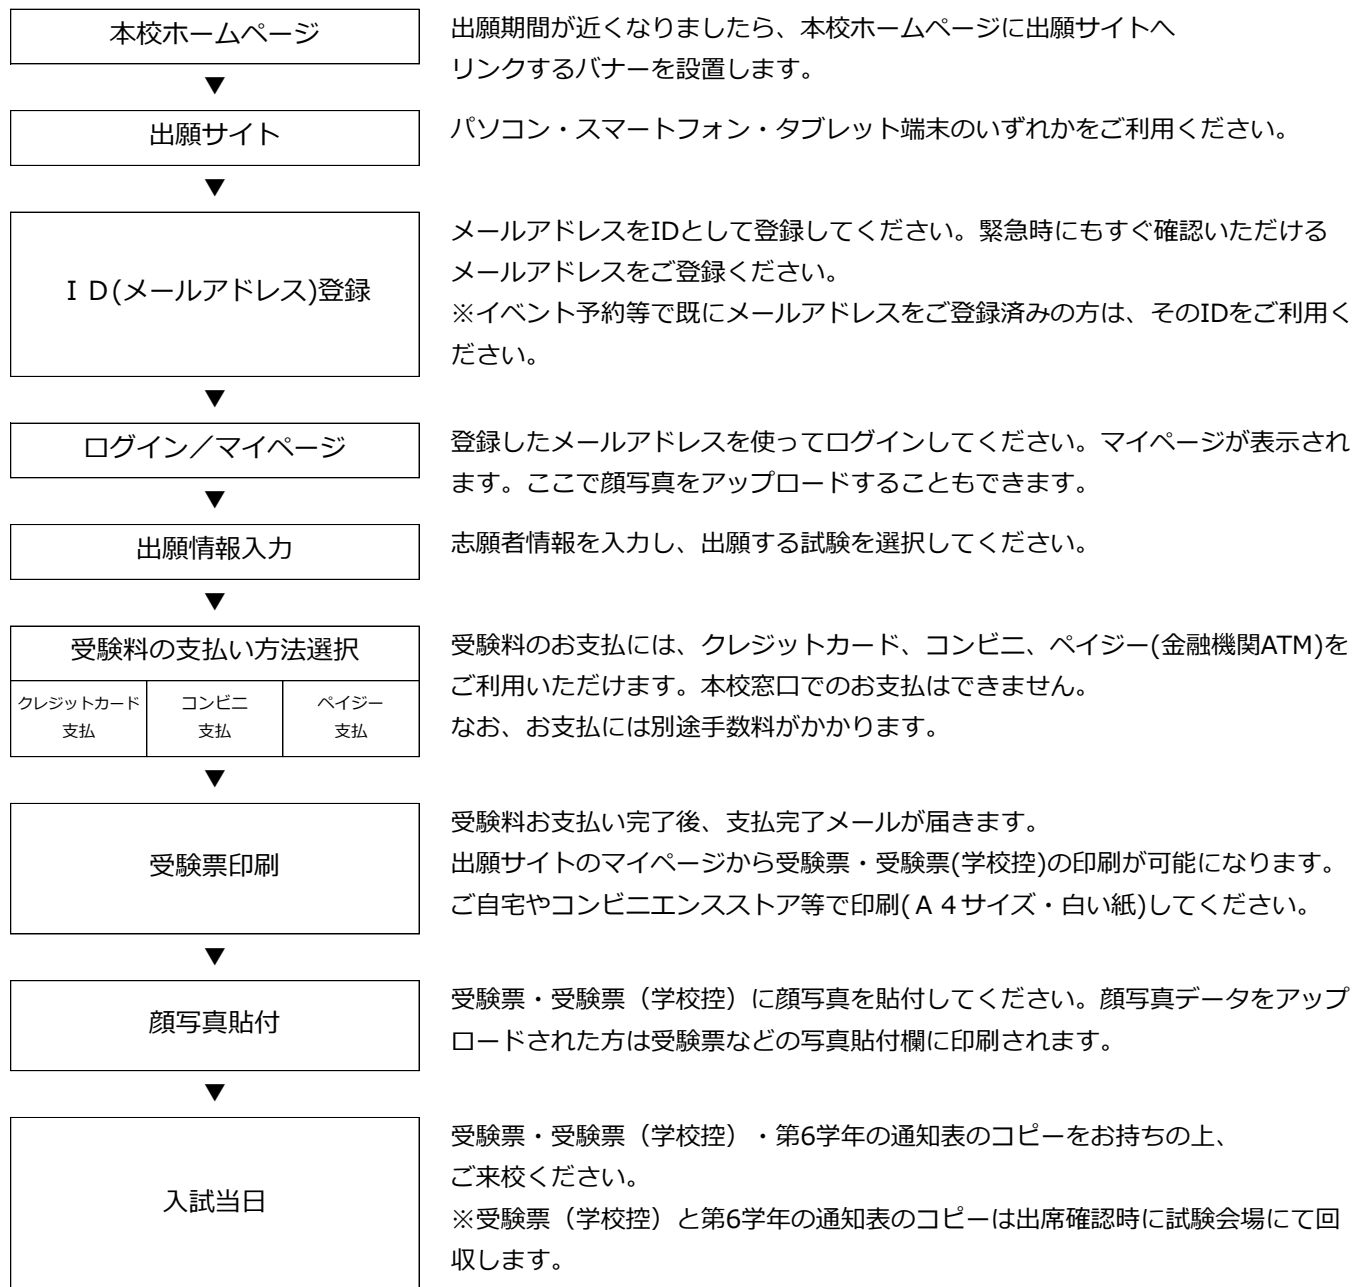 本校ホームページ
出願期間が近くなりましたら、本校ホームページに出願サイトへ
リンクするバナーを設置します。
▼
出願サイト
パソコン・スマートフォン・タブレット端末のいずれかをご利用ください。
▼
ＩＤ(メールアドレス)登録
メールアドレスをIDとして登録してください。緊急時にもすぐ確認いただける
メールアドレスをご登録ください。
※イベント予約等で既にメールアドレスをご登録済みの方は、そのIDをご利用く
ださい。
▼
ログイン／マイページ
登録したメールアドレスを使ってログインしてください。マイページが表示され
ます。ここで顔写真をアップロードすることもできます。
▼
出願情報入力
志願者情報を入力し、出願する試験を選択してください。
▼
受験料の支払い方法選択
クレジットカード
支払
コンビニ
支払
ペイジー
支払
受験料のお支払には、クレジットカード、コンビニ、ペイジー(金融機関ATM)を
ご利用いただけます。本校窓口でのお支払はできません。
なお、お支払には別途手数料がかかります。
▼
受験票印刷
受験料お支払い完了後、支払完了メールが届きます。
出願サイトのマイページから受験票・受験票(学校控)の印刷が可能になります。
ご自宅やコンビニエンスストア等で印刷(Ａ４サイズ・白い紙)してください。
▼
顔写真貼付
受験票・受験票（学校控）に顔写真を貼付してください。顔写真データをアップ
ロードされた方は受験票などの写真貼付欄に印刷されます。
▼
入試当日
受験票・受験票（学校控）・第6学年の通知表のコピーをお持ちの上、
ご来校ください。
※受験票（学校控）と第6学年の通知表のコピーは出席確認時に試験会場にて回
収します。